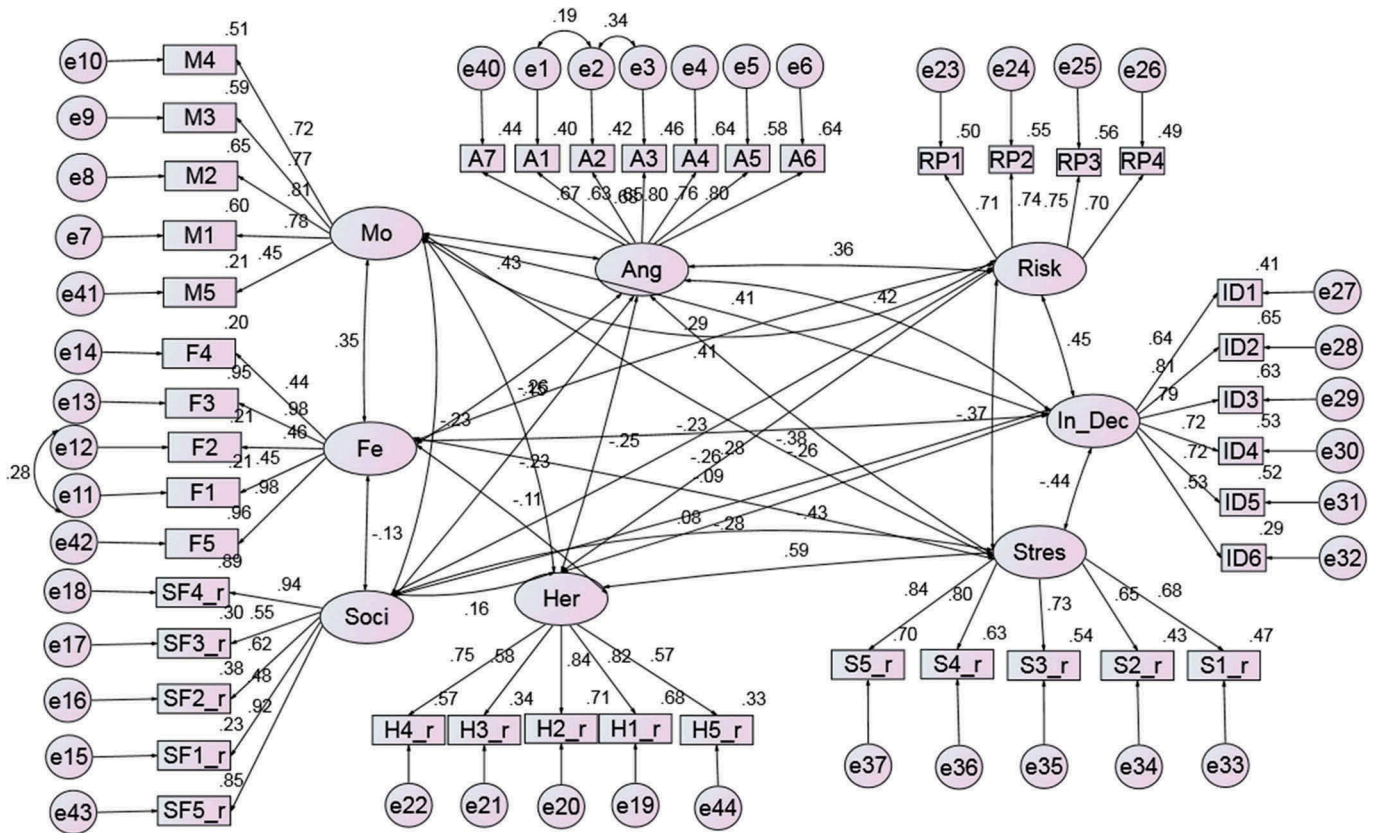 .19 .34
.51
e10 M4
e40 e1 e2 e3 e4 e5 e6
e23 e24 e25 e26
.59
e9 M3
.72
.44 .40 .42 .46 .64 .58 .64
.50 .55 .56 .49
.65
.77
A7 A1 A2 A3 A4 A5 A6
RP1 RP2 RP3 RP4
e8 M2
.81
.67 .63 .65 .80 .76 .80
.71 .74 .75 .70
.60
.78
e7 M1
Mo
.45
.43
Ang
.36
Risk
.21
.41
e41 M5
.41 .42
ID1 e27
.20
.29
.65
.35
.45
.64
e14 F4
.41
ID2 e28
.95
.44
.81
.63
e13 F3
-.26
.79
ID3 e29
.21
.98
-.23
-.23
-.37
In_Dec
.53
e12 F2
.46
Fe
-.25
.28
-.38
-.26
.72
ID4 e30
.28
.21 .45
-.23
-.26
.72
.52
e11 F1
.98
-.11
-.09
-.44
.53
ID5 e31
.96
.08 -.28 .43
.29
e42 F5
-.13
.59
Stres
ID6 e32
.89
e18 SF4_r
.94
Her
.84 .80 .73 .65 .68
.30 .55
Soci
.16
e17 SF3_r
.62
.70 .63 .54 .43 .47
.38 .48
.75 .58 .84 .82 .57
S5_r S4_r S3_r S2_r S1_r
e16 SF2_r
.92
.57 .34 .71 .68 .33
.23
H4_r H3_r H2_r H1_r H5_r
e15 SF1_r
e37 e36 e35 e34 e33
.85
e43 SF5_r
e22 e21 e20 e19 e44